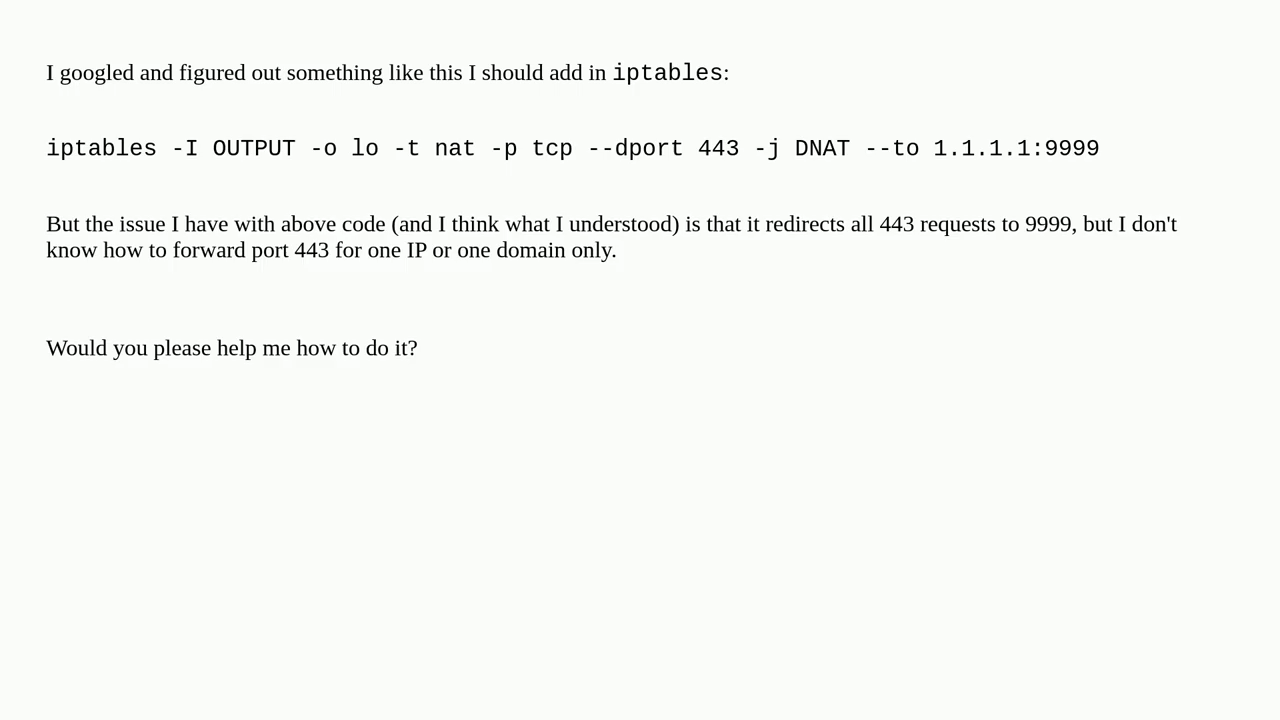 I googled and figured out something like this I should add in iptables:
iptables -I OUTPUT -o lo -t nat -p tcp --dport 443 -j DNAT --to 1.1.1.1:9999
But the issue I have with above code (and I think what I understood) is that it redirects all 443 requests to 9999, but I don't
know how to forward port 443 for one IP or one domain only.
Would you please help me how to do it?